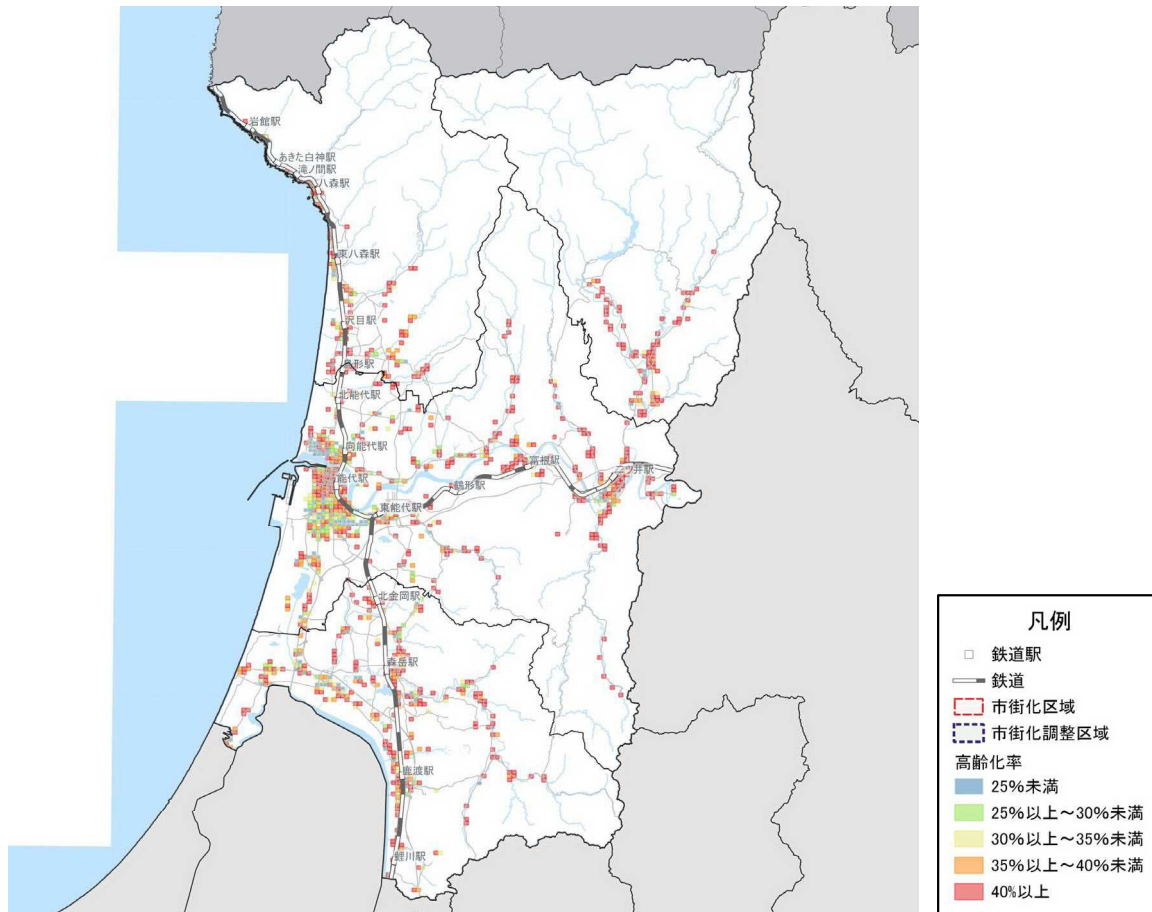 岩館駅
あきた白神駅
滝ノ間駅
八森駅
東八森駅
沢目駅
鳥形駅
北能代駅
向能代駅
能代駅
富根駅
二ツ井駅
鶴形駅
東能代駅
北金岡駅
森岳駅
鹿渡駅
鯉川駅
凡例
鉄道駅
鉄道
市街化区域
市街化調整区域
高齢化率
25%未満
25%以上～30%未満
30%以上～35%未満
35%以上～40%未満
40%以上